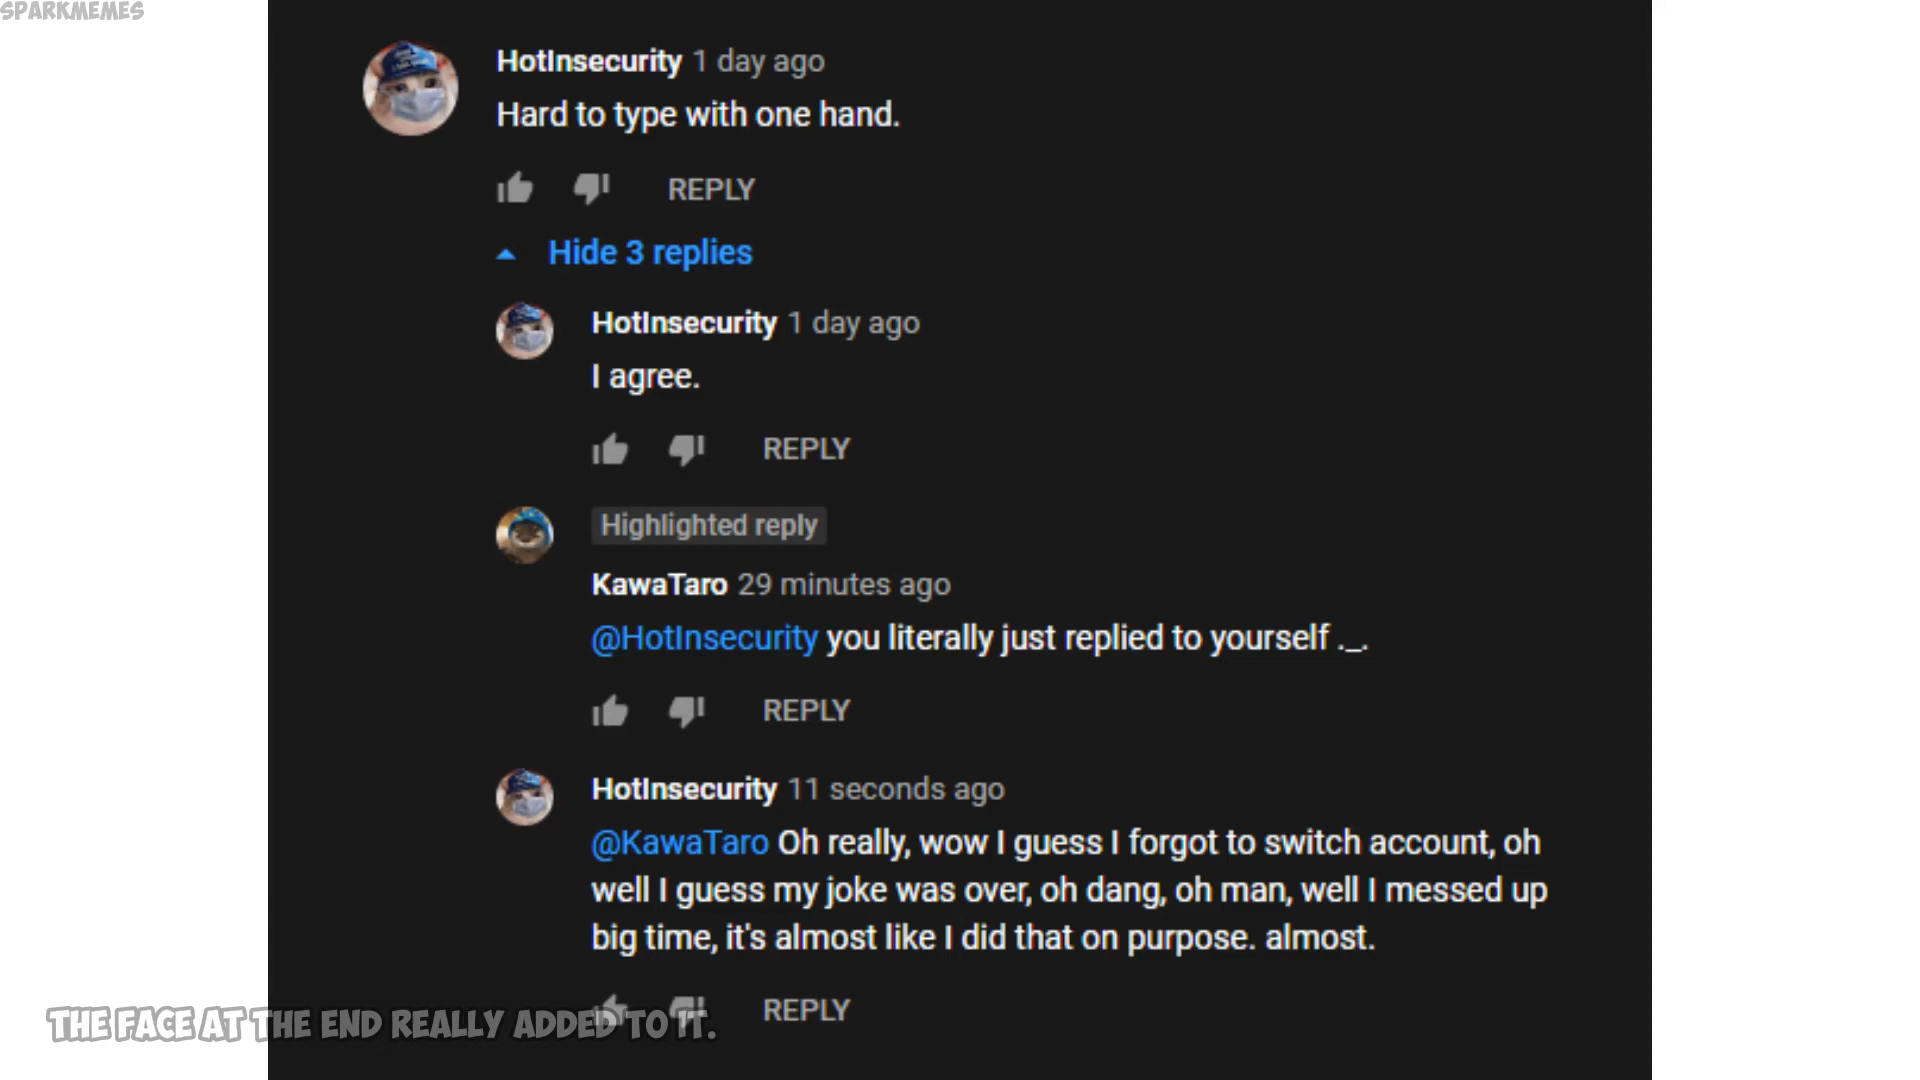 SPARKMEMES
HotInsecurity 1 day ago
Hard to type with one hand.
REPLY
Hide 3 replies
HotInsecurity 1 day ago
I agree.
REPLY
Highlighted reply
KawaTaro 29 minutes ago
@HotInsecurity you literally just replied to yourself ._.
REPLY
HotInsecurity 11 seconds ago
@KawaTaro Oh really, wow I guess I forgot to switch account, oh
well I guess my joke was over, oh dang, oh man, well I messed up
big time, it's almost like I did that on purpose. almost.
REPLY
THE FACE AT THE END REALLY ADDED TO IT.